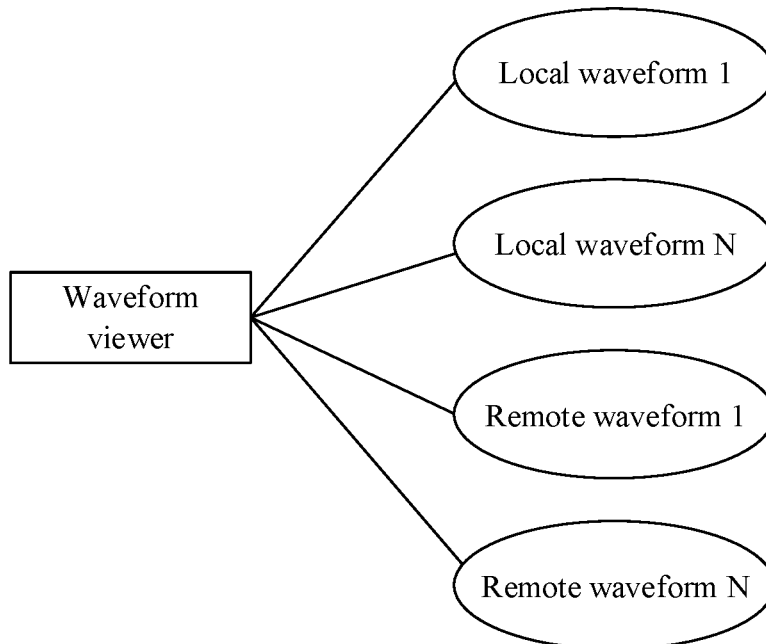 Local waveform 1
Local waveform N
Waveform
viewer
Remote waveform 1
Remote waveform N